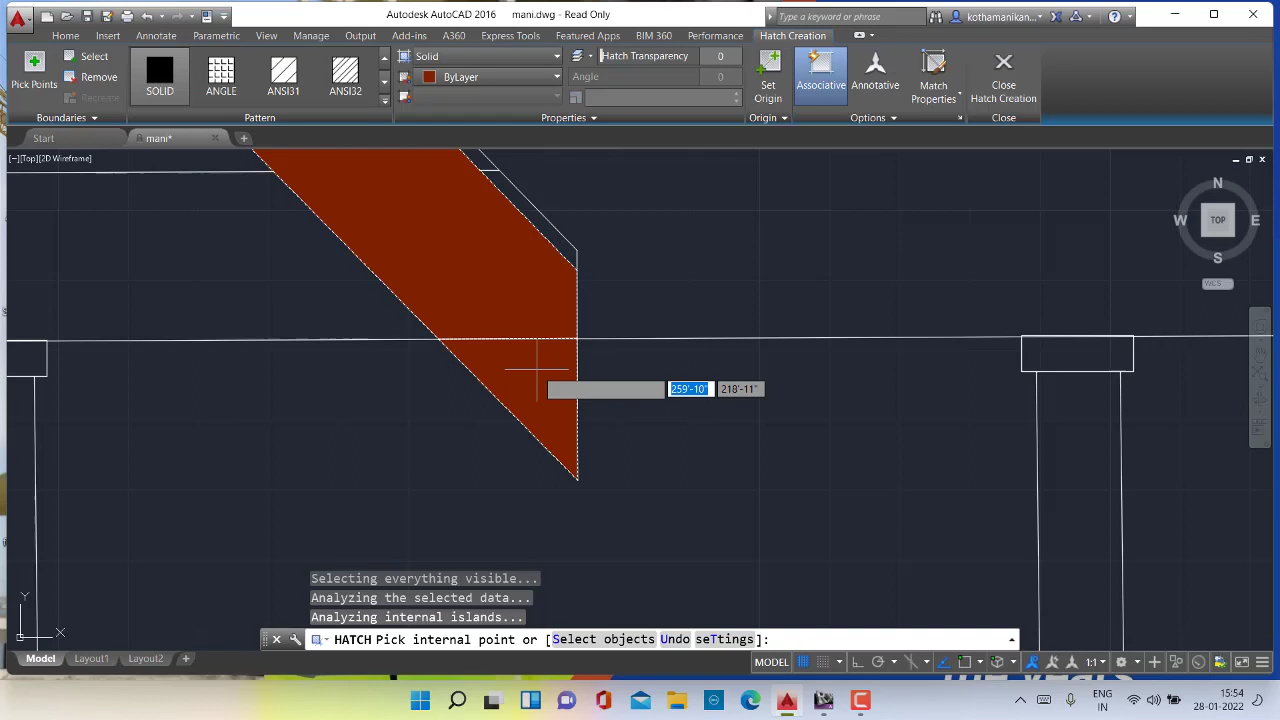 Autodesk AutoCAD 2016 mani.dwg - Read Only
Type a keyword or phrase
kothamanikan...
Home Insert Annotate Parametric View Manage Output Add-ins A360 Express Tools Featured Apps BIM 360 Performance Hatch Creation
Pick Points
Select
Remove
Recreate
SOLID
ANGLE
ANSI31
ANSI32
Solid
ByLayer
Hatch Transparency 0
Angle 0
Set Origin
Associative
Annotative
Match Properties
Close Hatch Creation
Boundaries Pattern Properties Origin Options Close
Start mani*
[−][Top][2D Wireframe]
N
W TOP E
S
WCS
259'-10" 218'-11"
Selecting everything visible...
Analyzing the selected data...
Analyzing internal islands...
Y
X
HATCH Pick internal point or [Select objects Undo seTtings]:
Model Layout1 Layout2
MODEL 1:1
ENG
IN
15:54
28-01-2022